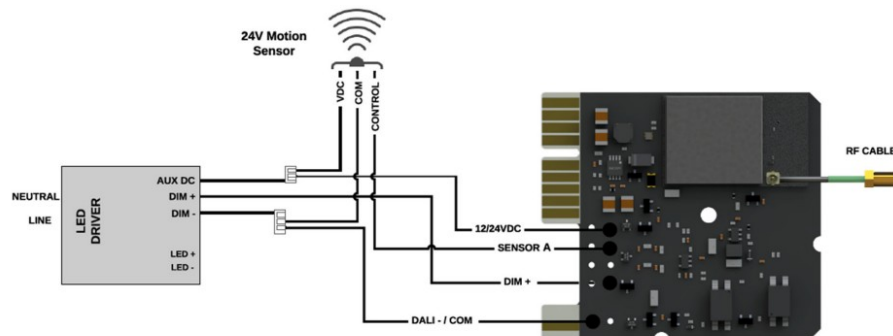 24V Motion
Sensor
VDC
COM
CONTROL
RF CABLE
NEUTRAL
LINE
LED
DRIVER
AUX DC
DIM +
DIM -
LED +
LED -
12/24VDC
SENSOR A
DIM +
DALI - / COM